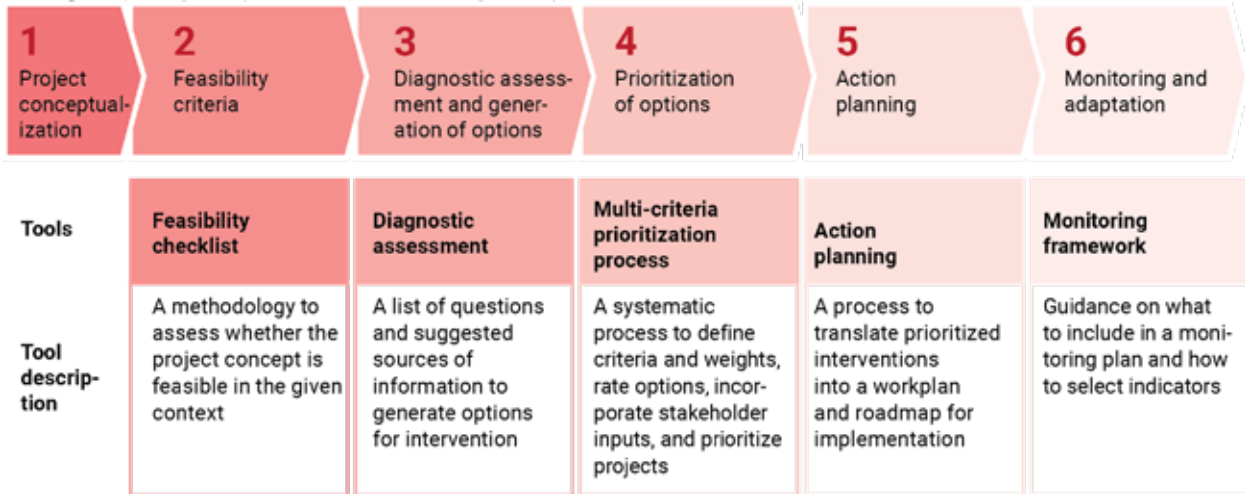 1
Project
conceptual-
ization
2
Feasibility
criteria
3
Diagnostic assess-
ment and gener-
ation of options
4
Prioritization
of options
5
Action
planning
6
Monitoring and
adaptation
Tools
Feasibility
checklist
Diagnostic
assessment
Multi-criteria
prioritization
process
Action
planning
Monitoring
framework
Tool
descrip-
tion
A methodology to
assess whether the
project concept is
feasible in the given
context
A list of questions
and suggested
sources of
information to
generate options
for intervention
A systematic
process to define
criteria and weights,
rate options, incor-
porate stakeholder
inputs, and prioritize
projects
A process to
translate prioritized
interventions
into a workplan
and roadmap for
implementation
Guidance on what
to include in a moni-
toring plan and how
to select indicators